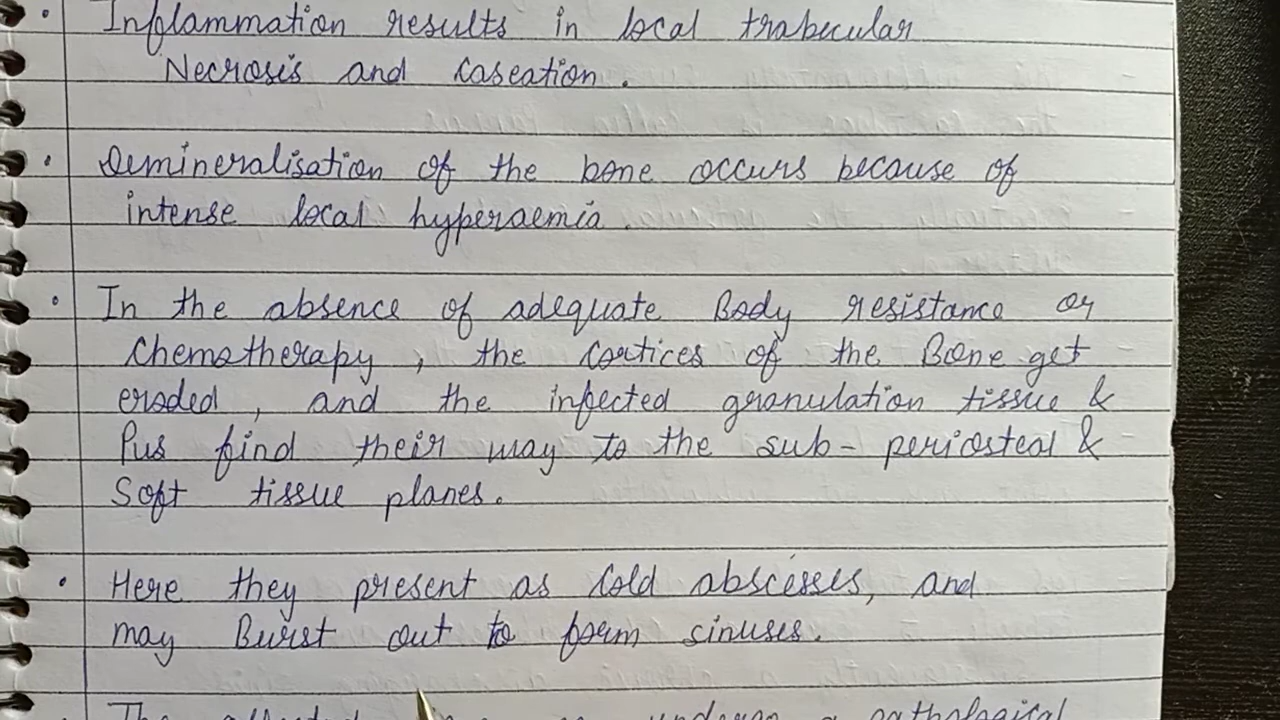 • Inflammation results in local trabecular
Necrosis and caseation.
• Demineralisation of the bone occurs because of
intense local hyperaemia.
• In the absence of adequate Body resistance or
Chemotherapy, the Cortices of the Bone get
eroded, and the infected granulation tissue &
Pus find their way to the sub-periosteal &
Soft tissue planes.
• Here they present as Cold abscesses, and
may Burst out to form sinuses.
pathological